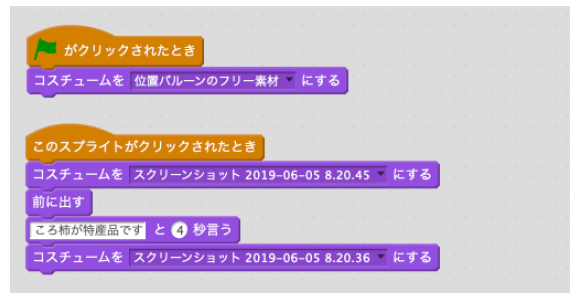 がクリックされたとき
コスチュームを 位置バルーンのフリー素材 にする
このスプライトがクリックされたとき
コスチュームを スクリーンショット 2019-06-05 8.20.45 にする
前に出す
ころ柿が特産品です と 4 秒言う
コスチュームを スクリーンショット 2019-06-05 8.20.36 にする